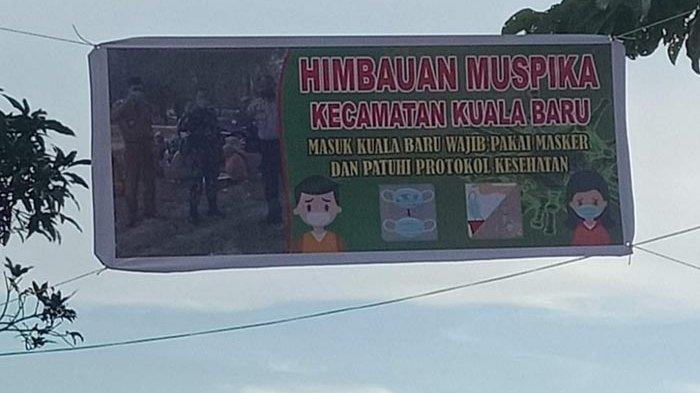 HIMBAUAN MUSPIKA
KECAMATAN KUALA BARU
MASUK KUALA BARU WAJIB PAKAI MASKER
DAN PATUHI PROTOKOL KESEHATAN